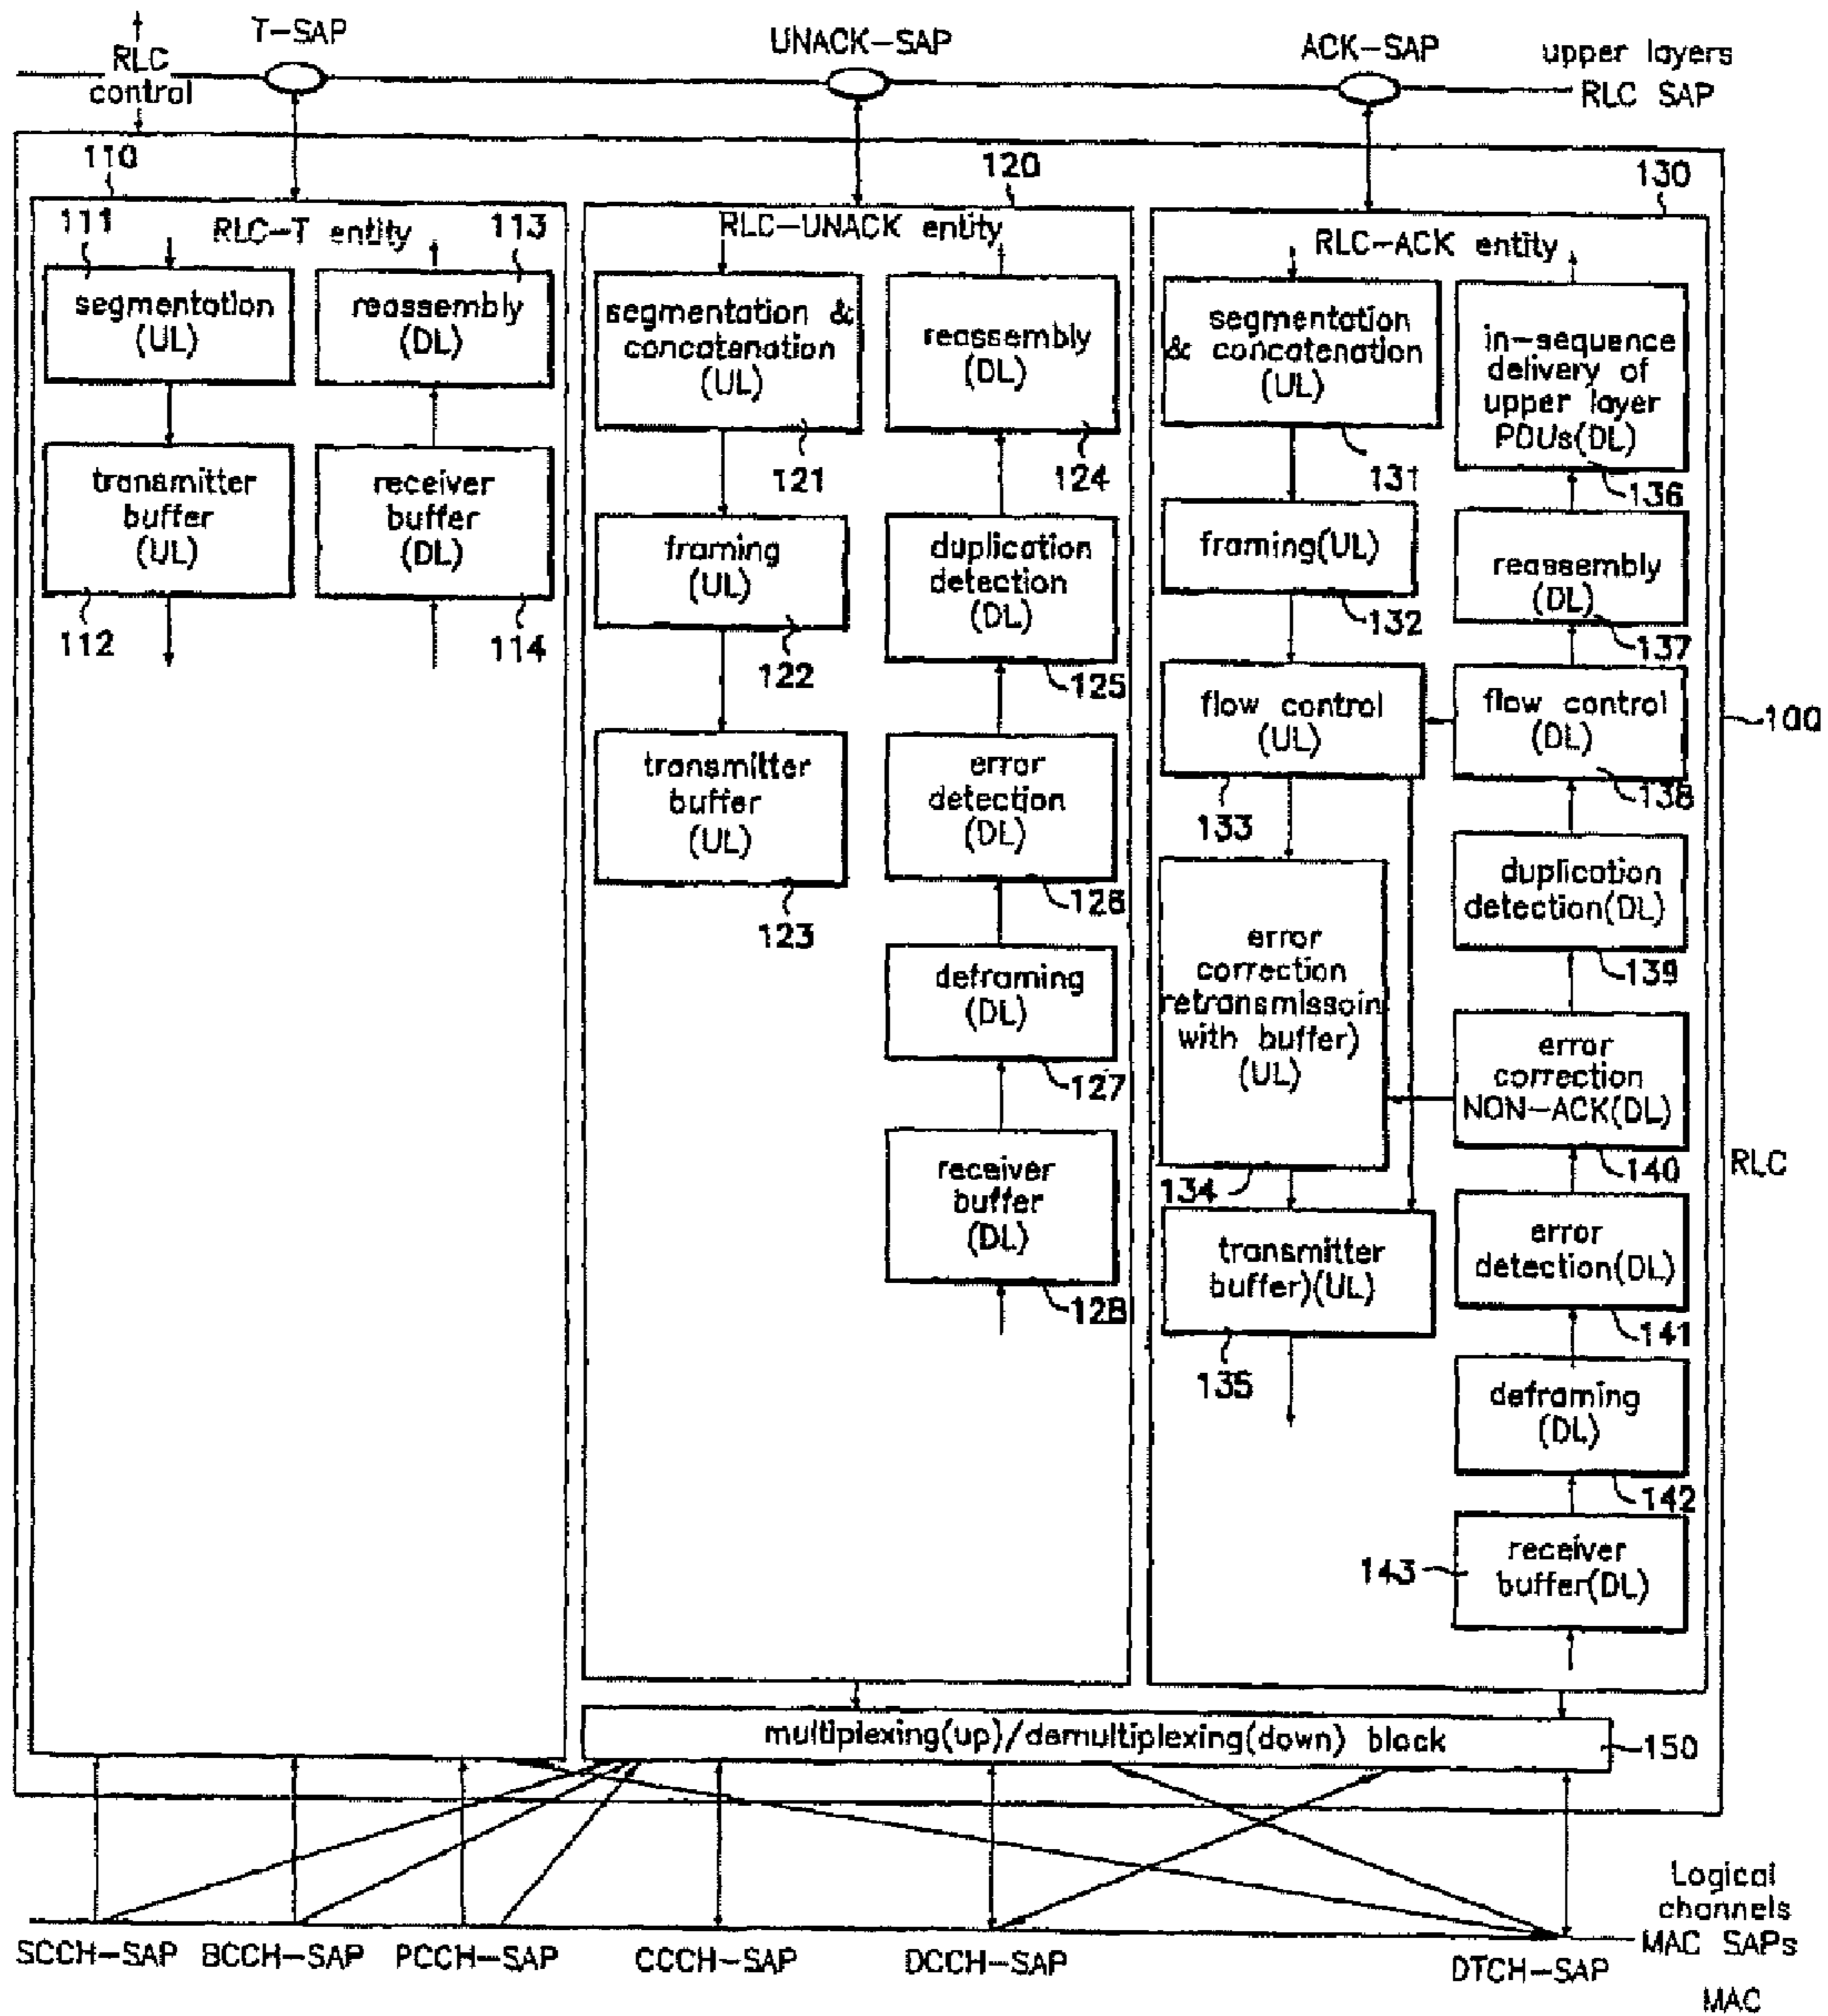 T-SAP
UNACK-SAP
ACK-SAP
upper layers
RLC
control
RLC SAP
110
120
130
RLC-T entity
RLC-UNACK entity
RLC-ACK entity
111
113
segmentation
(UL)
reassembly
(DL)
segmentation &
concatenation
(UL)
reassembly
(DL)
segmentation
& concatenation
(UL)
in-sequence
delivery of
upper layer
PDUs(DL)
121
124
131
136
transmitter
buffer
(UL)
receiver
buffer
(DL)
112
114
framing
(UL)
122
duplication
detection
(DL)
125
framing(UL)
132
reassembly
(DL)
137
transmitter
buffer
(UL)
123
error
detection
(DL)
126
flow control
(UL)
133
flow control
(DL)
138
100
duplication
detection(DL)
139
deframing
(DL)
127
error
correction
retransmissoin
with buffer)
(UL)
134
error
correction
NON-ACK(DL)
140
RLC
receiver
buffer
(DL)
128
transmitter
buffer)(UL)
135
error
detection(DL)
141
deframing
(DL)
142
143
receiver
buffer(DL)
multiplexing(up)/demultiplexing(down) block
150
Logical
channels
MAC SAPs
SCCH-SAP
BCCH-SAP
PCCH-SAP
CCCH-SAP
DCCH-SAP
DTCH-SAP
MAC